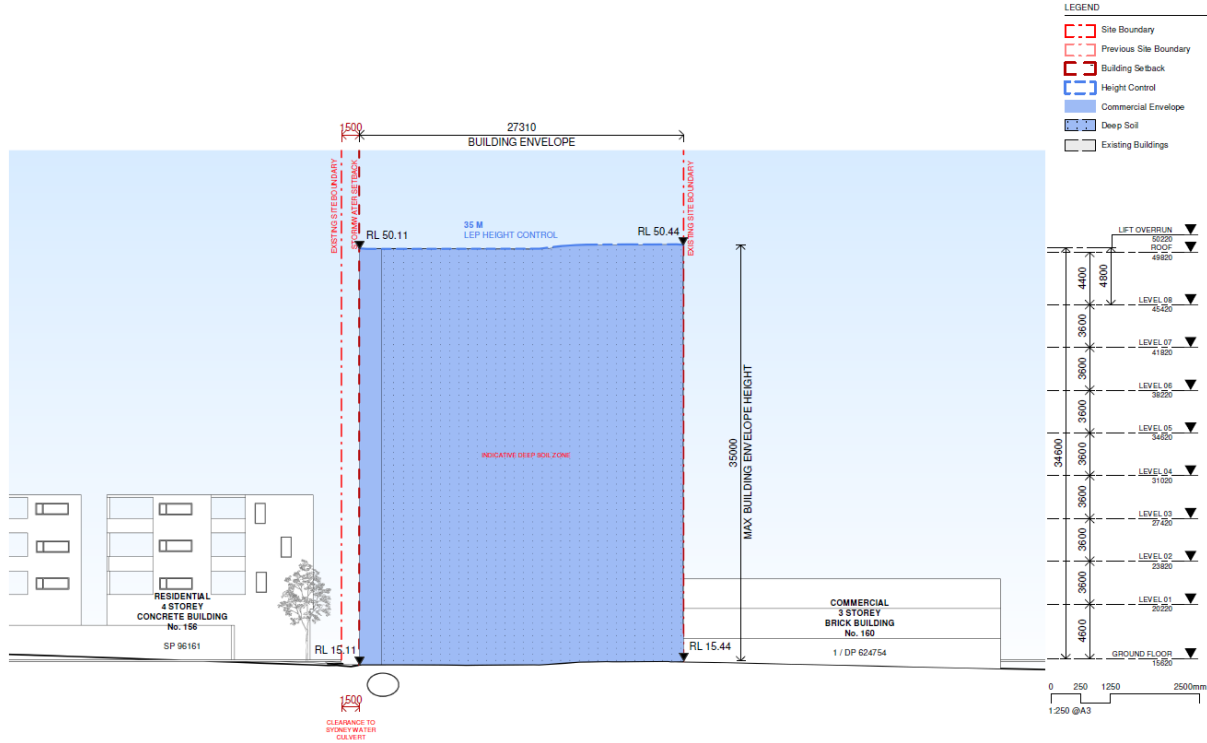 LEGEND
Site Boundary
Previous Site Boundary
Building Setback
Height Control
Commercial Envelope
Deep Soil
Existing Buildings
1500
27310
BUILDING ENVELOPE
EXISTING SITE BOUNDARY
STORMWATER SETBACK
EXISTING SITE BOUNDARY
RL 50.11
35 M
LEP HEIGHT CONTROL
RL 50.44
LIFT OVERRUN
50220
ROOF
49820
4400
4800
LEVEL 08
45420
3600
LEVEL 07
41820
3600
LEVEL 06
38220
3600
LEVEL 05
34620
34600
3600
LEVEL 04
31020
3600
LEVEL 03
27420
3600
LEVEL 02
23820
3600
LEVEL 01
20220
4600
GROUND FLOOR
15620
INDICATIVE DEEP SOIL ZONE
35000
MAX BUILDING ENVELOPE HEIGHT
RESIDENTIAL
4 STOREY
CONCRETE BUILDING
No. 156
SP 96161
COMMERCIAL
3 STOREY
BRICK BUILDING
No. 160
1 / DP 624754
RL 15.11
RL 15.44
1500
CLEARANCE TO
SYDNEY WATER
CULVERT
0 250 1250 2500mm
1:250 @A3